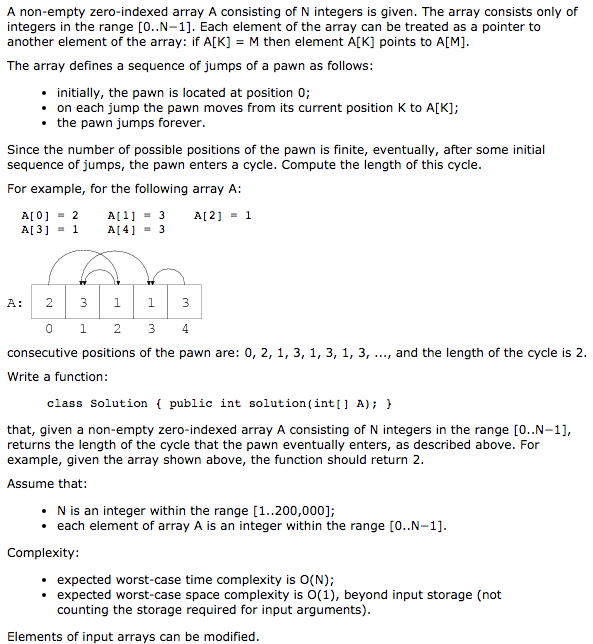 A non-empty zero-indexed array A consisting of N integers is given. The array consists only of
integers in the range [0..N−1]. Each element of the array can be treated as a pointer to
another element of the array: if A[K] = M then element A[K] points to A[M].
The array defines a sequence of jumps of a pawn as follows:
• initially, the pawn is located at position 0;
• on each jump the pawn moves from its current position K to A[K];
• the pawn jumps forever.
Since the number of possible positions of the pawn is finite, eventually, after some initial
sequence of jumps, the pawn enters a cycle. Compute the length of this cycle.
For example, for the following array A:
A[0] = 2 A[1] = 3 A[2] = 1
A[3] = 1 A[4] = 3
A: 2 3 1 1 3
0 1 2 3 4
consecutive positions of the pawn are: 0, 2, 1, 3, 1, 3, 1, 3, ..., and the length of the cycle is 2.
Write a function:
class Solution { public int solution(int[] A); }
that, given a non-empty zero-indexed array A consisting of N integers in the range [0..N−1],
returns the length of the cycle that the pawn eventually enters, as described above. For
example, given the array shown above, the function should return 2.
Assume that:
• N is an integer within the range [1..200,000];
• each element of array A is an integer within the range [0..N−1].
Complexity:
• expected worst-case time complexity is O(N);
• expected worst-case space complexity is O(1), beyond input storage (not
counting the storage required for input arguments).
Elements of input arrays can be modified.